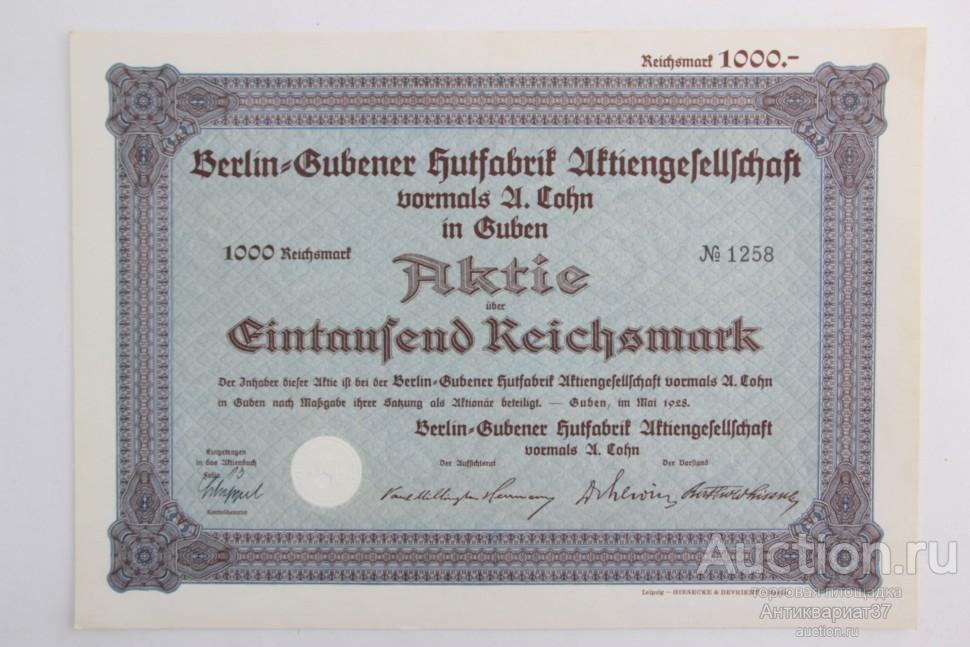 Reichsmark 1000.-
Berlin-Gubener Hutfabrik Aktiengesellschaft
vormals A. Cohn
in Guben
1000 Reichsmark
№ 1258
Aktie
über
Eintausend Reichsmark
Der Inhaber dieser Aktie ist bei der Berlin-Gubener Hutfabrik Aktiengesellschaft vormals A. Cohn
in Guben nach Maßgabe ihrer Satzung als Aktionär beteiligt. — Guben, im Mai 1928.
Berlin-Gubener Hutfabrik Aktiengesellschaft
vormals A. Cohn
Eingetragen
in das Aktienbuch
Folio 83
Kontrollbeamter
Der Aufsichtsrat
Der Vorstand
Leipzig — GIESECKE & DEVRIENT
Auction.ru
торговая площадка
Антиквариат37
auction.ru